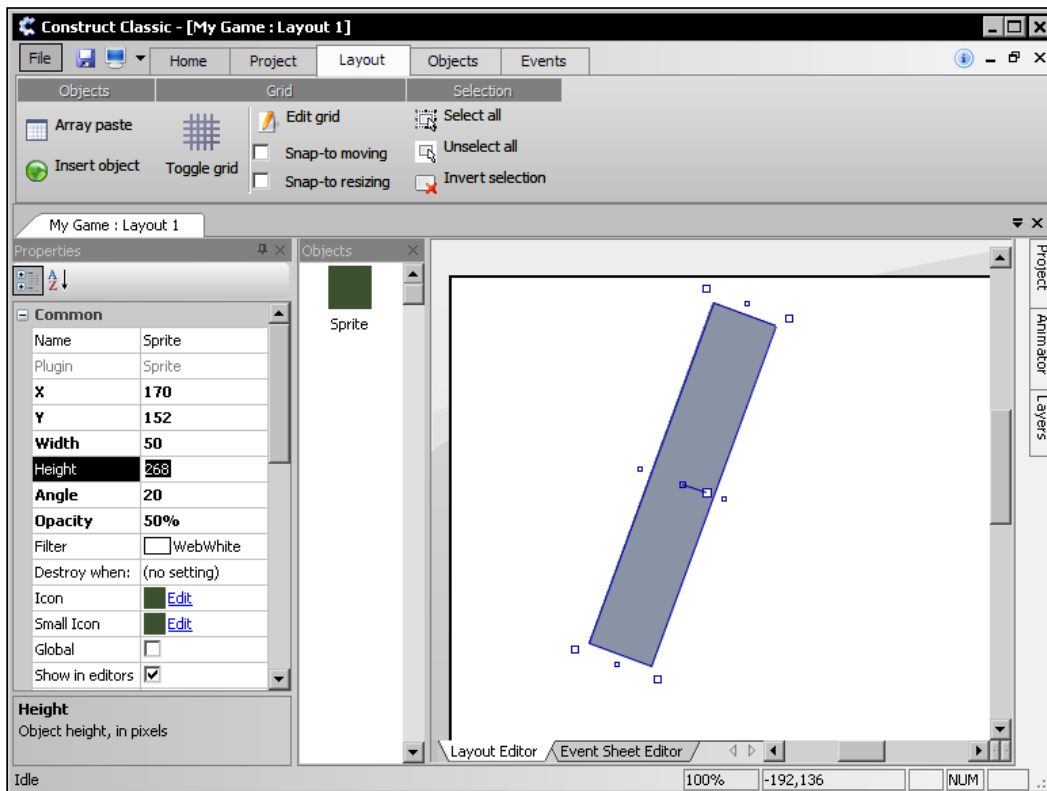 Construct Classic - [My Game : Layout 1]
File Home Project Layout Objects Events
Objects Grid Selection
Array paste
Insert object
Toggle grid
Edit grid
Snap-to moving
Snap-to resizing
Select all
Unselect all
Invert selection
My Game : Layout 1
Properties
Objects
A
Z
Common
Name Sprite
Plugin Sprite
X 170
Y 152
Width 50
Height 268
Angle 20
Opacity 50%
Filter WebWhite
Destroy when: (no setting)
Icon Edit
Small Icon Edit
Global
Show in editors
Height
Object height, in pixels
Sprite
Project
Animator
Layers
Layout Editor Event Sheet Editor
Idle 100% -192,136 NUM